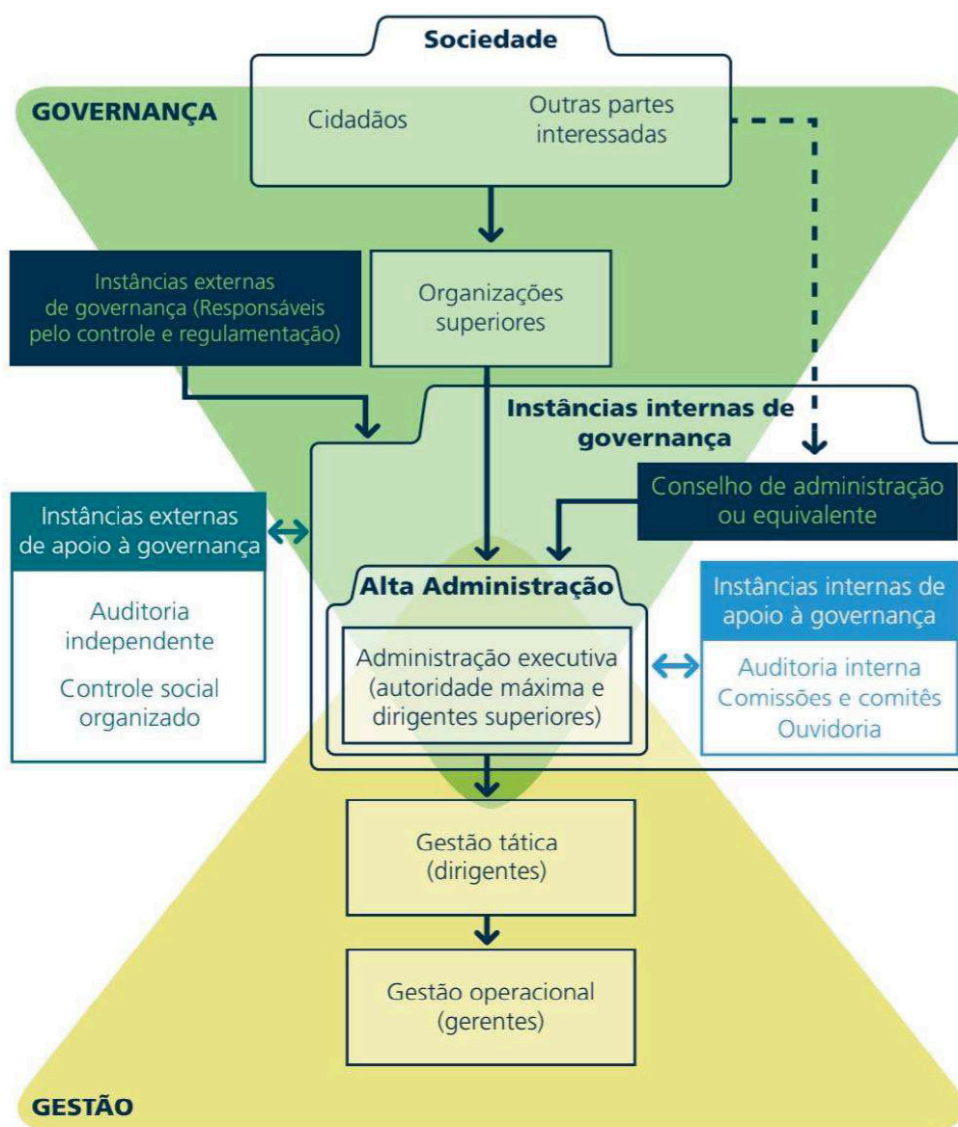 Sociedade
GOVERNANÇA
Cidadãos
Outras partes
interessadas
Instâncias externas
de governança (Responsáveis
pelo controle e regulamentação)
Organizações
superiores
Instâncias internas de
governança
Conselho de administração
ou equivalente
Instâncias externas
de apoio à governança
Auditoria
independente
Controle social
organizado
Alta Administração
Administração executiva
(autoridade máxima e
dirigentes superiores)
Instâncias internas de
apoio à governança
Auditoria interna
Comissões e comitês
Ouvidoria
Gestão tática
(dirigentes)
Gestão operacional
(gerentes)
GESTÃO